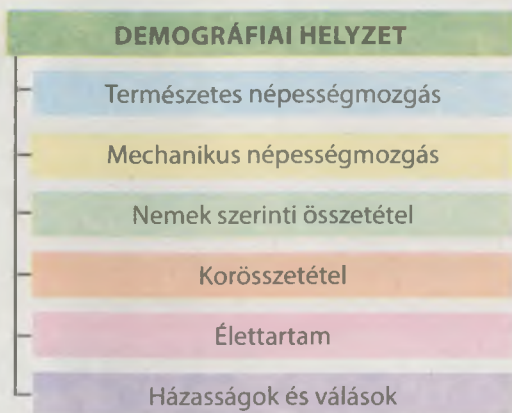 DEMOGRÁFIAI HELYZET
Természetes népességmozgás
Mechanikus népességmozgás
Nemek szerinti összetétel
Korösszetétel
Élettartam
Házasságok és válások